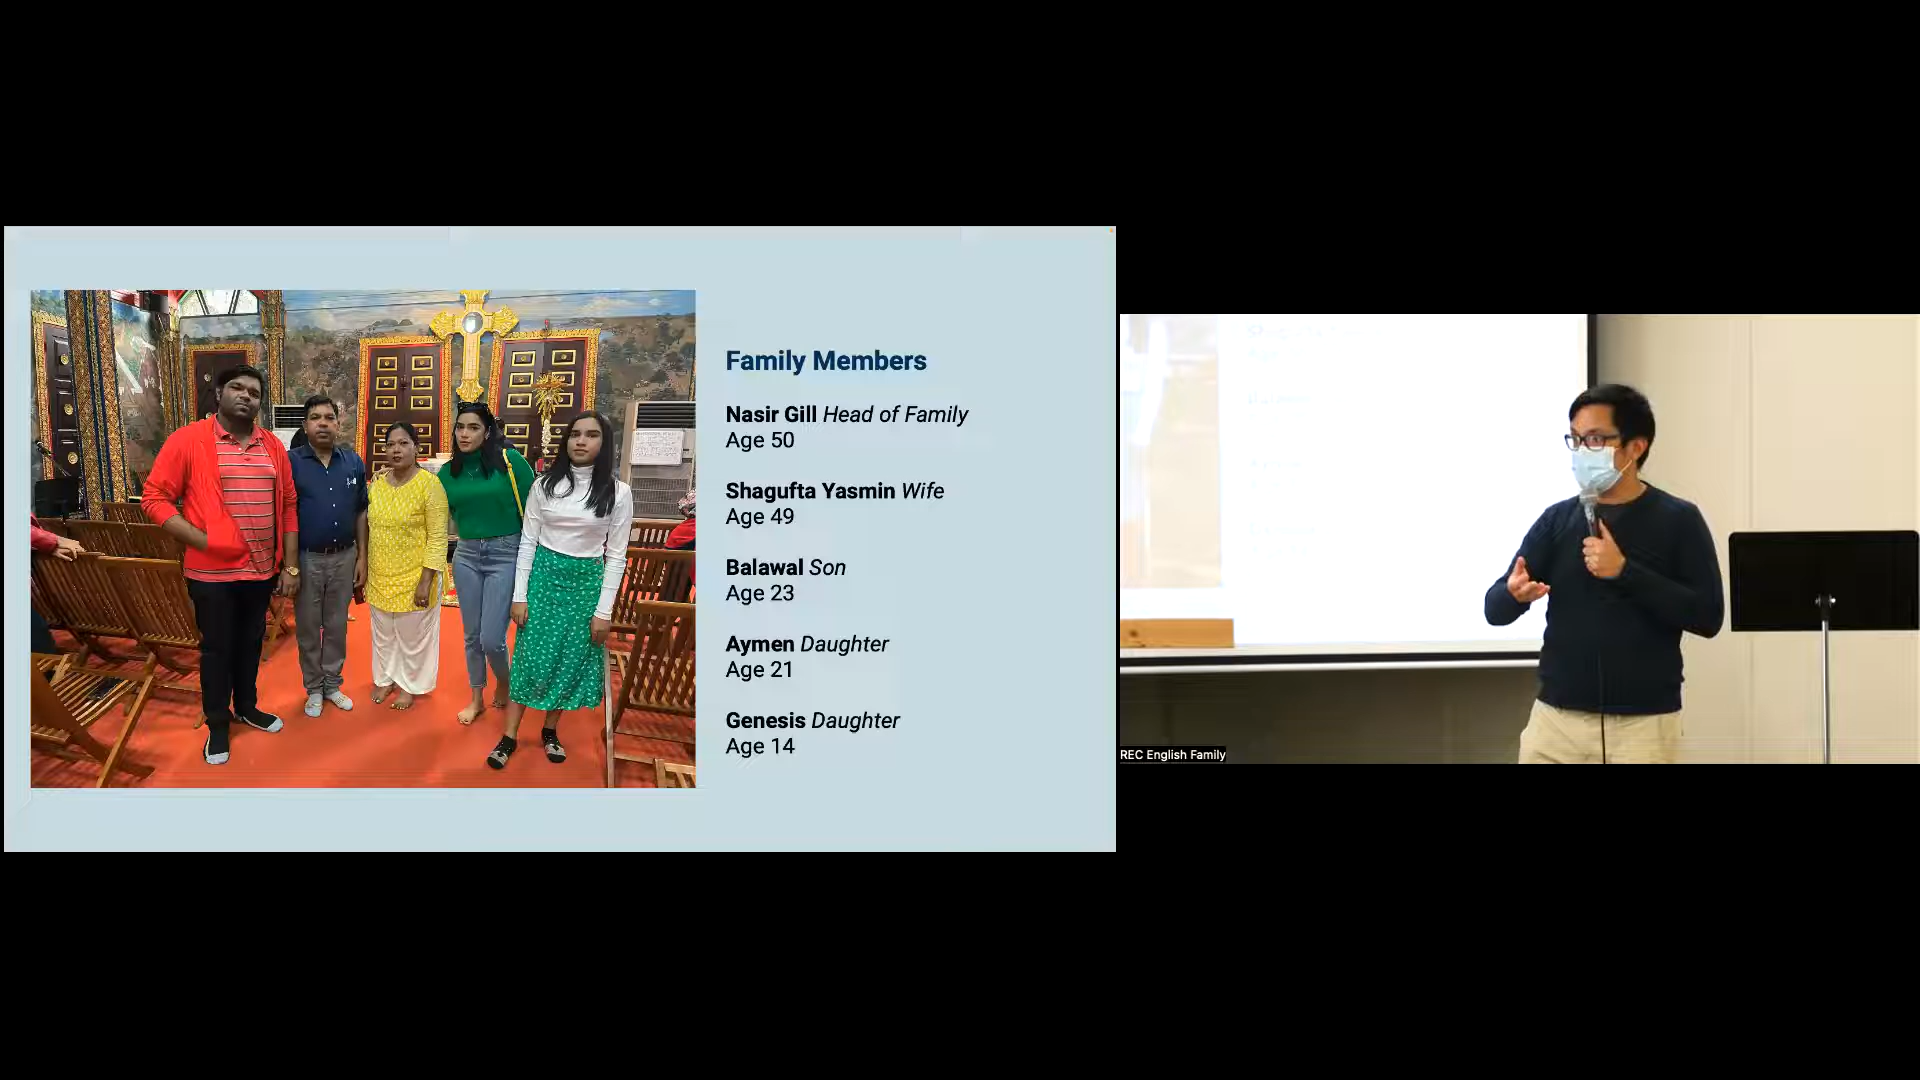 Family Members
Nasir Gill Head of Family
Age 50
Shagufta Yasmin Wife
Age 49
Balawal Son
Age 23
Aymen Daughter
Age 21
Genesis Daughter
Age 14
REC English Family